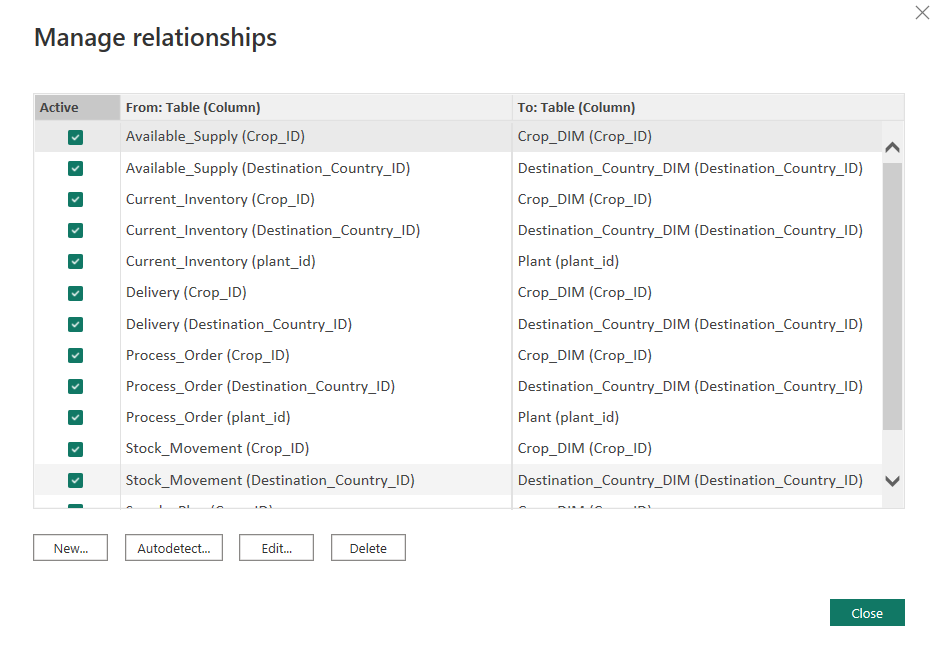 Manage relationships
Active From: Table (Column) To: Table (Column)
Available_Supply (Crop_ID) Crop_DIM (Crop_ID)
Available_Supply (Destination_Country_ID) Destination_Country_DIM (Destination_Country_ID)
Current_Inventory (Crop_ID) Crop_DIM (Crop_ID)
Current_Inventory (Destination_Country_ID) Destination_Country_DIM (Destination_Country_ID)
Current_Inventory (plant_id) Plant (plant_id)
Delivery (Crop_ID) Crop_DIM (Crop_ID)
Delivery (Destination_Country_ID) Destination_Country_DIM (Destination_Country_ID)
Process_Order (Crop_ID) Crop_DIM (Crop_ID)
Process_Order (Destination_Country_ID) Destination_Country_DIM (Destination_Country_ID)
Process_Order (plant_id) Plant (plant_id)
Stock_Movement (Crop_ID) Crop_DIM (Crop_ID)
Stock_Movement (Destination_Country_ID) Destination_Country_DIM (Destination_Country_ID)
New... Autodetect... Edit... Delete
Close